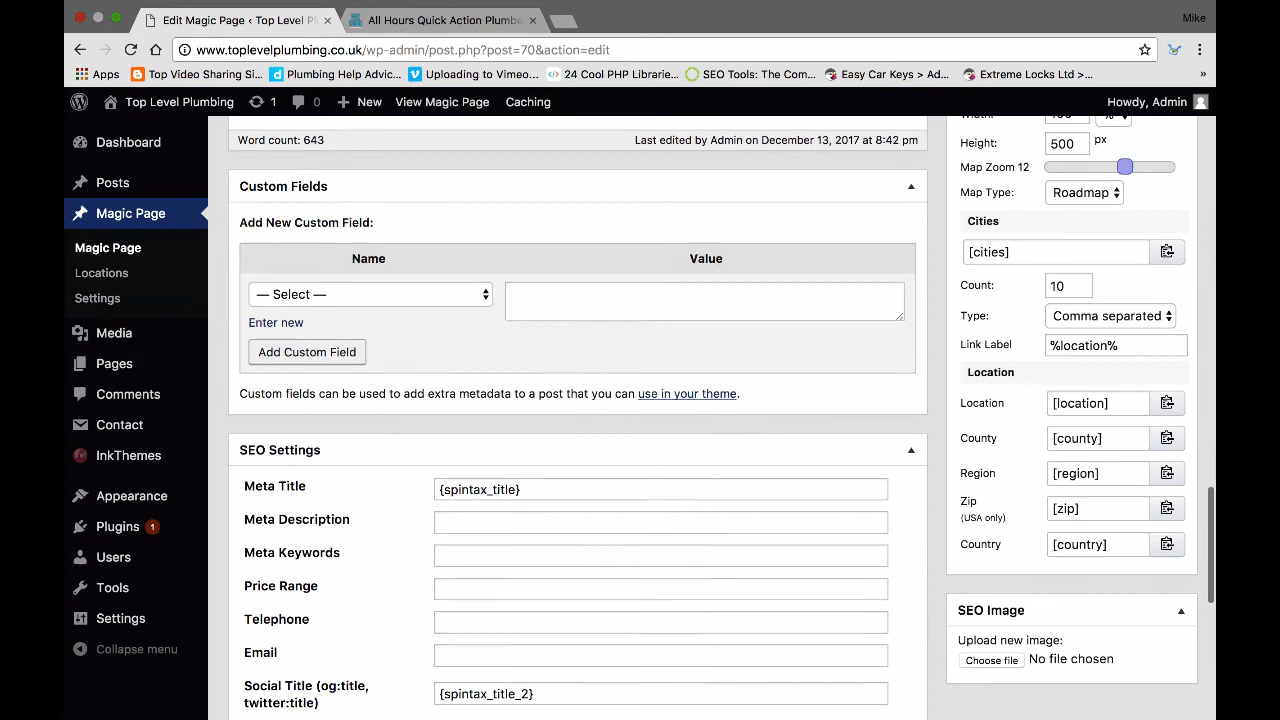 Edit Magic Page ‹ Top Level Pl
All Hours Quick Action Plumbe
Mike
www.toplevelplumbing.co.uk/wp-admin/post.php?post=70&action=edit
Apps
Top Video Sharing Si...
Plumbing Help Advic...
Uploading to Vimeo...
24 Cool PHP Librarie...
SEO Tools: The Com...
Easy Car Keys > Ad...
Extreme Locks Ltd >...
»
Top Level Plumbing
1
0
New
View Magic Page
Caching
Howdy, Admin
Dashboard
Posts
Magic Page
Magic Page
Locations
Settings
Media
Pages
Comments
Contact
InkThemes
Appearance
Plugins 1
Users
Tools
Settings
Collapse menu
Word count: 643
Last edited by Admin on December 13, 2017 at 8:42 pm
Custom Fields
Add New Custom Field:
Name
Value
— Select —
Enter new
Add Custom Field
Custom fields can be used to add extra metadata to a post that you can use in your theme.
SEO Settings
Meta Title
{spintax_title}
Meta Description
Meta Keywords
Price Range
Telephone
Email
Social Title (og:title,
twitter:title)
{spintax_title_2}
Height:
500
px
Map Zoom 12
Map Type:
Roadmap
Cities
[cities]
Count:
10
Type:
Comma separated
Link Label
%location%
Location
Location
[location]
County
[county]
Region
[region]
Zip
(USA only)
[zip]
Country
[country]
SEO Image
Upload new image:
Choose file
No file chosen